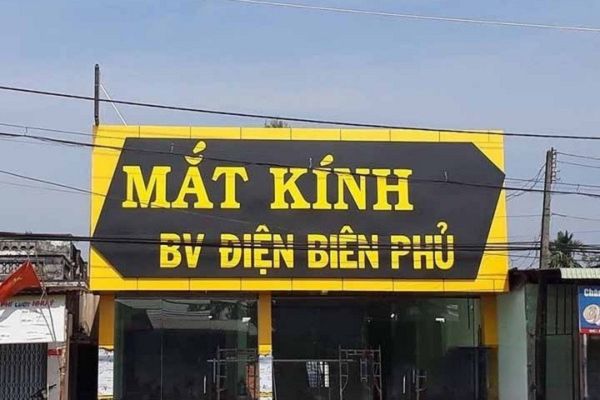 MẮT KÍNH
BV ĐIỆN BIÊN PHỦ